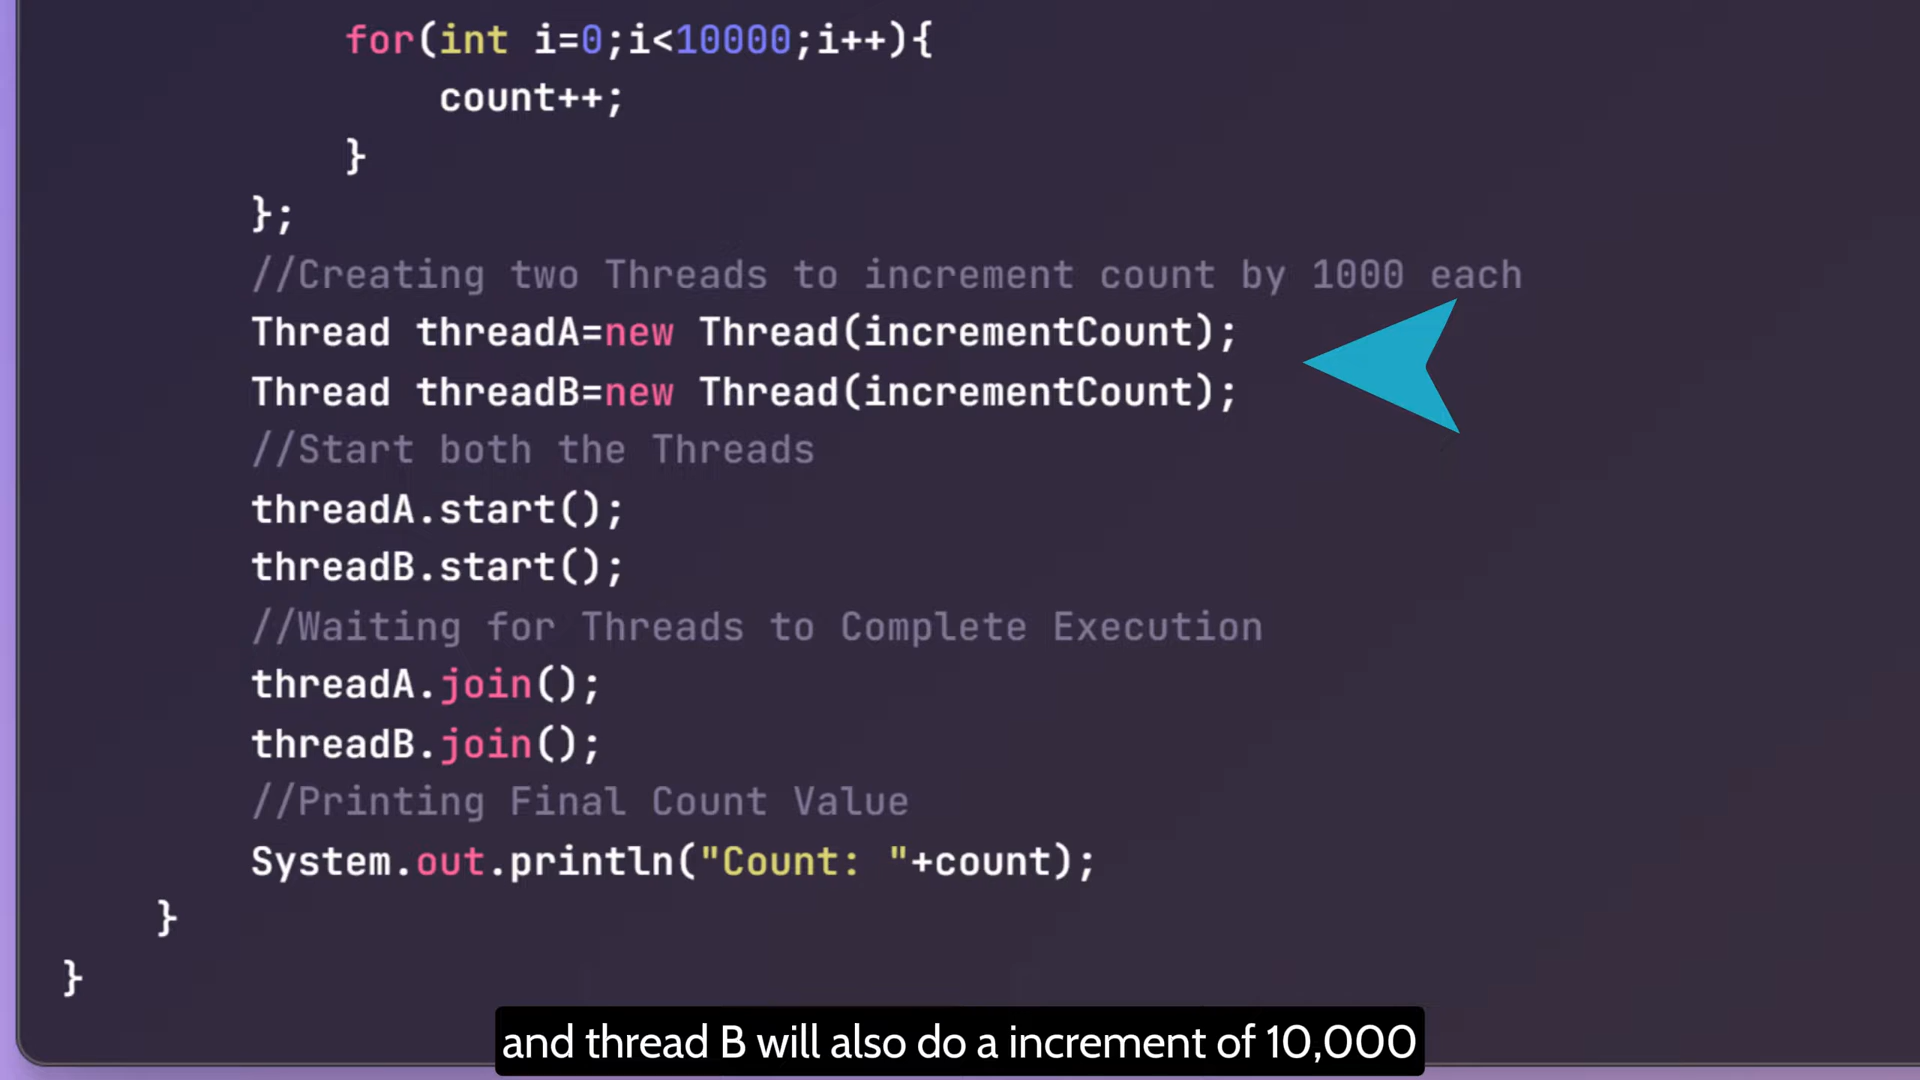 for(int i=0;i<10000;i++){
count++;
}
};
//Creating two Threads to increment count by 1000 each
Thread threadA=new Thread(incrementCount);
Thread threadB=new Thread(incrementCount);
//Start both the Threads
threadA.start();
threadB.start();
//Waiting for Threads to Complete Execution
threadA.join();
threadB.join();
//Printing Final Count Value
System.out.println("Count: "+count);
}
}
and thread B will also do a increment of 10,000